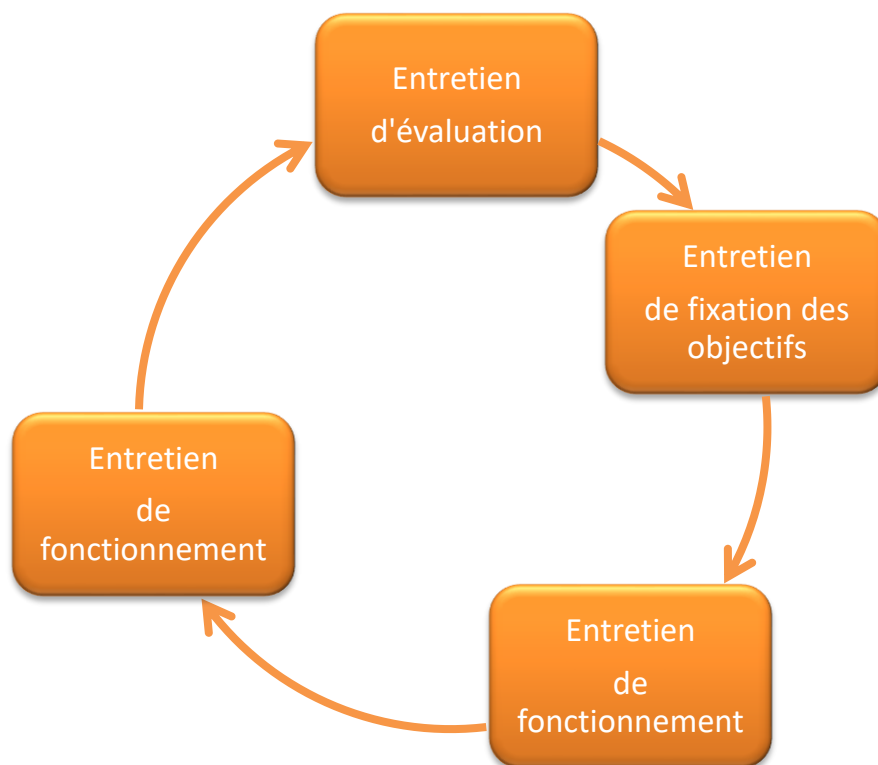 Entretien
d'évaluation
Entretien
de fixation des
objectifs
Entretien
de
fonctionnement
Entretien
de
fonctionnement